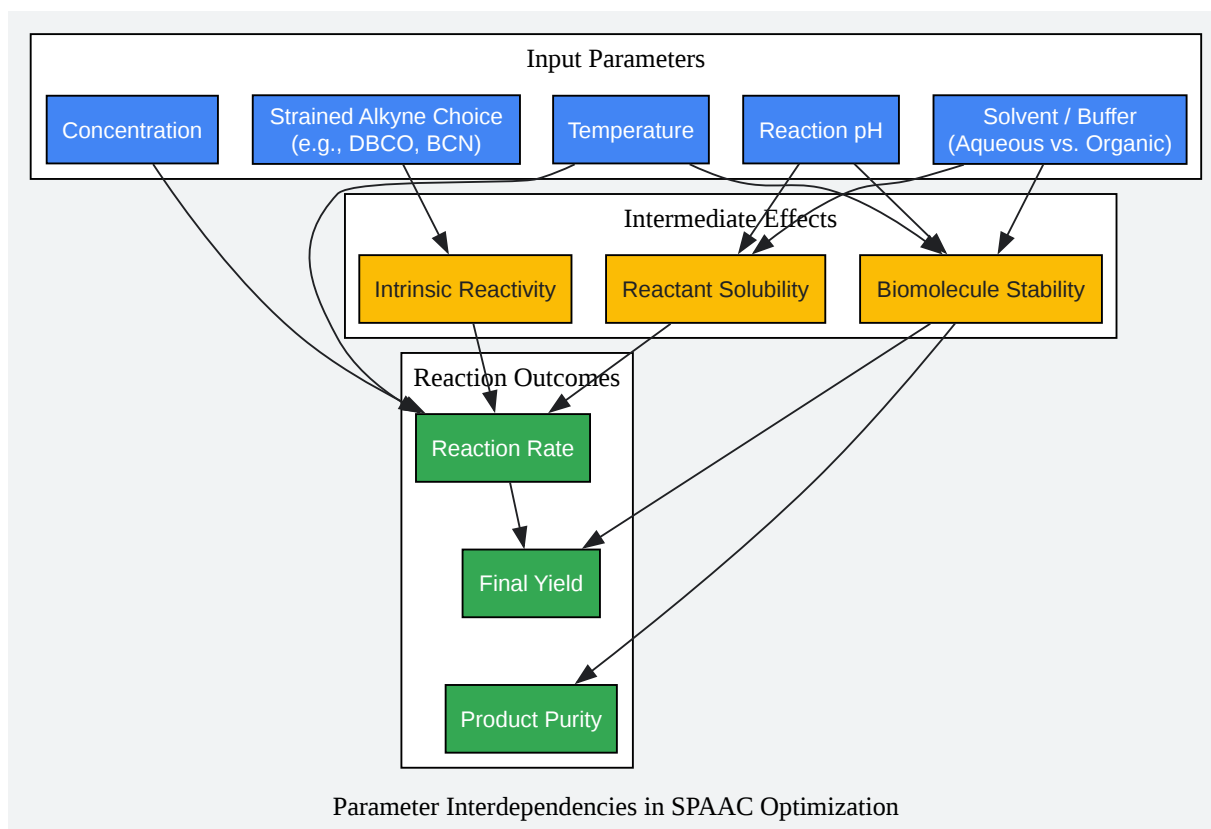 Input Parameters
Concentration
Strained Alkyne Choice
(e.g., DBCO, BCN)
Temperature
Reaction pH
Solvent / Buffer
(Aqueous vs. Organic)
Intermediate Effects
Intrinsic Reactivity
Reactant Solubility
Biomolecule Stability
Reaction Outcomes
Reaction Rate
Final Yield
Product Purity
Parameter Interdependencies in SPAAC Optimization